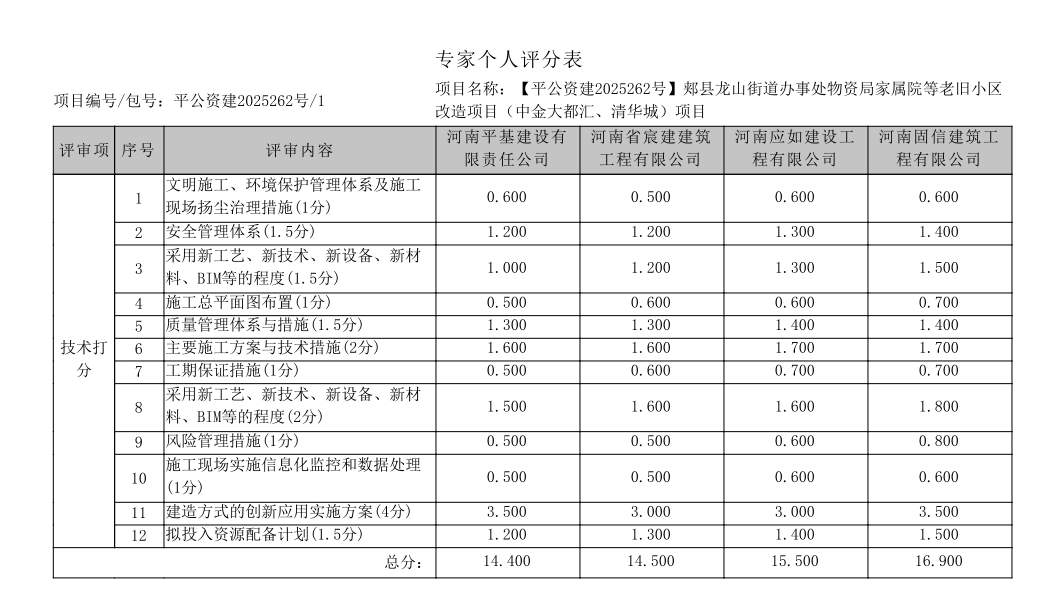 专家个人评分表
项目编号/包号：平公资建2025262号/1
项目名称：【平公资建2025262号】郏县龙山街道办事处物资局家属院等老旧小区
改造项目（中金大都汇、清华城）项目
评审项 序号 评审内容 河南平基建设有限责任公司 河南省宸建建筑工程有限公司 河南应如建设工程有限公司 河南固信建筑工程有限公司
技术打分
1 文明施工、环境保护管理体系及施工现场扬尘治理措施(1分) 0.600 0.500 0.600 0.600
2 安全管理体系(1.5分) 1.200 1.200 1.300 1.400
3 采用新工艺、新技术、新设备、新材料、BIM等的程度(1.5分) 1.000 1.200 1.300 1.500
4 施工总平面图布置(1分) 0.500 0.600 0.600 0.700
5 质量管理体系与措施(1.5分) 1.300 1.300 1.400 1.400
6 主要施工方案与技术措施(2分) 1.600 1.600 1.700 1.700
7 工期保证措施(1分) 0.500 0.600 0.700 0.700
8 采用新工艺、新技术、新设备、新材料、BIM等的程度(2分) 1.500 1.600 1.600 1.800
9 风险管理措施(1分) 0.500 0.500 0.600 0.800
10 施工现场实施信息化监控和数据处理(1分) 0.500 0.500 0.600 0.600
11 建造方式的创新应用实施方案(4分) 3.500 3.000 3.000 3.500
12 拟投入资源配备计划(1.5分) 1.200 1.300 1.400 1.500
总分： 14.400 14.500 15.500 16.900